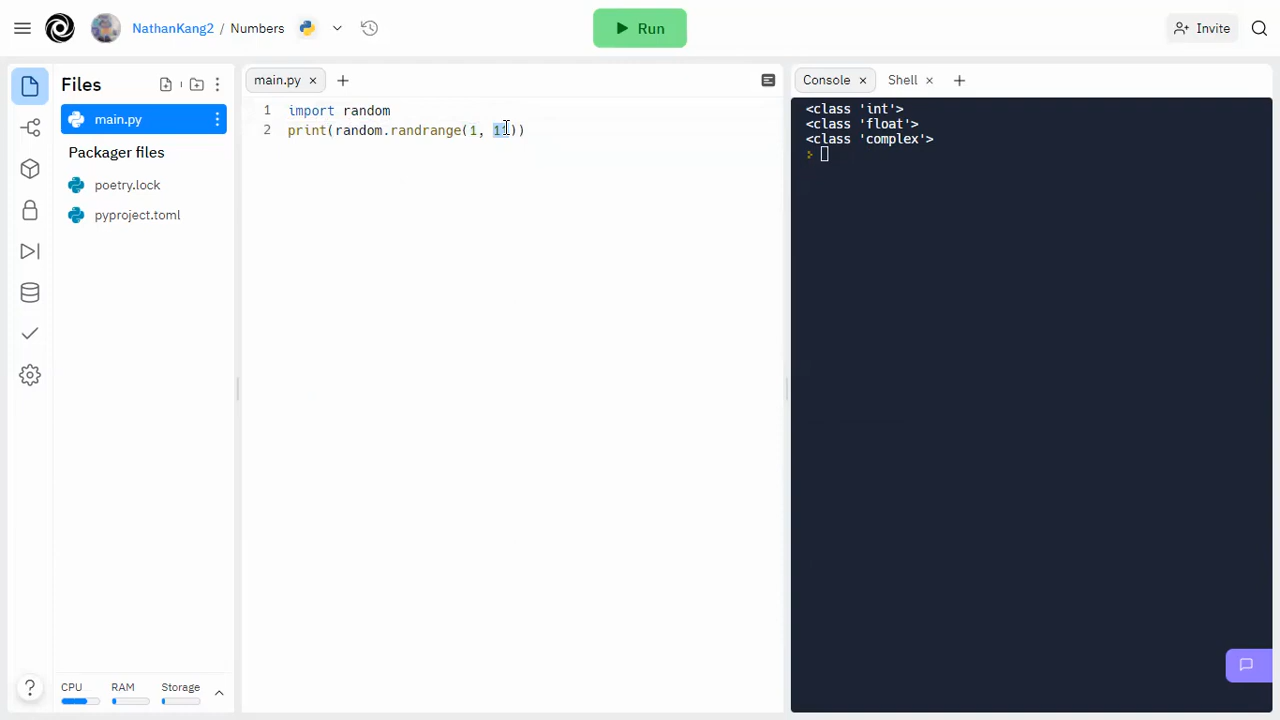 NathanKang2 / Numbers
Run
Invite
Files
main.py
Packager files
poetry.lock
pyproject.toml
CPU RAM Storage
main.py
1 import random
2 print(random.randrange(1, 11))
Console Shell
<class 'int'>
<class 'float'>
<class 'complex'>